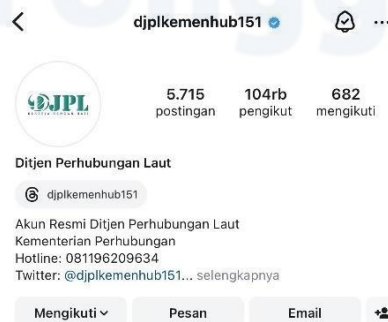 djplkemenhub151
DJPL
5.715 104rb 682
postingan pengikut mengikuti
Ditjen Perhubungan Laut
djplkemenhub151
Akun Resmi Ditjen Perhubungan Laut
Kementerian Perhubungan
Hotline: 081196209634
Twitter: @djplkemenhub151... selengkapnya
Mengikuti Pesan Email